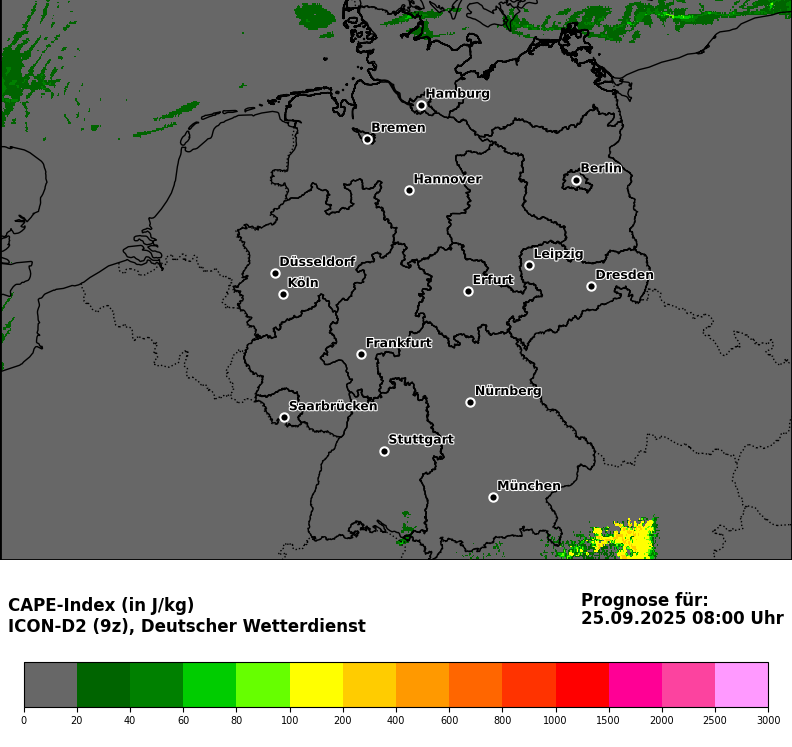 Hamburg
Bremen
Berlin
Hannover
Leipzig
Düsseldorf
Dresden
Köln
Erfurt
Frankfurt
Nürnberg
Saarbrücken
Stuttgart
München
CAPE-Index (in J/kg)
ICON-D2 (9z), Deutscher Wetterdienst
Prognose für:
25.09.2025 08:00 Uhr
0 20 40 60 80 100 200 400 600 800 1000 1500 2000 2500 3000